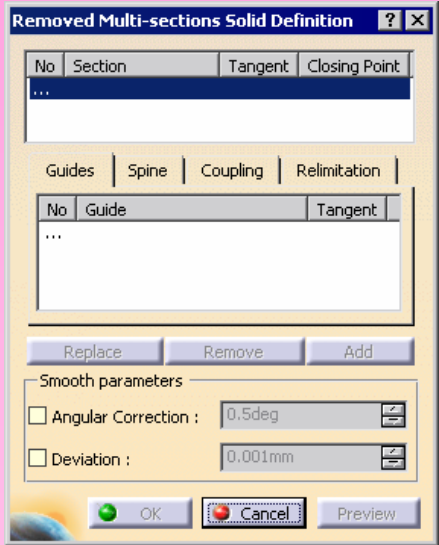 Removed Multi-sections Solid Definition ? X
No Section Tangent Closing Point
...
Guides Spine Coupling Relimitation
No Guide Tangent
...
Replace Remove Add
Smooth parameters
Angular Correction : 0.5deg
Deviation : 0.001mm
OK Cancel Preview